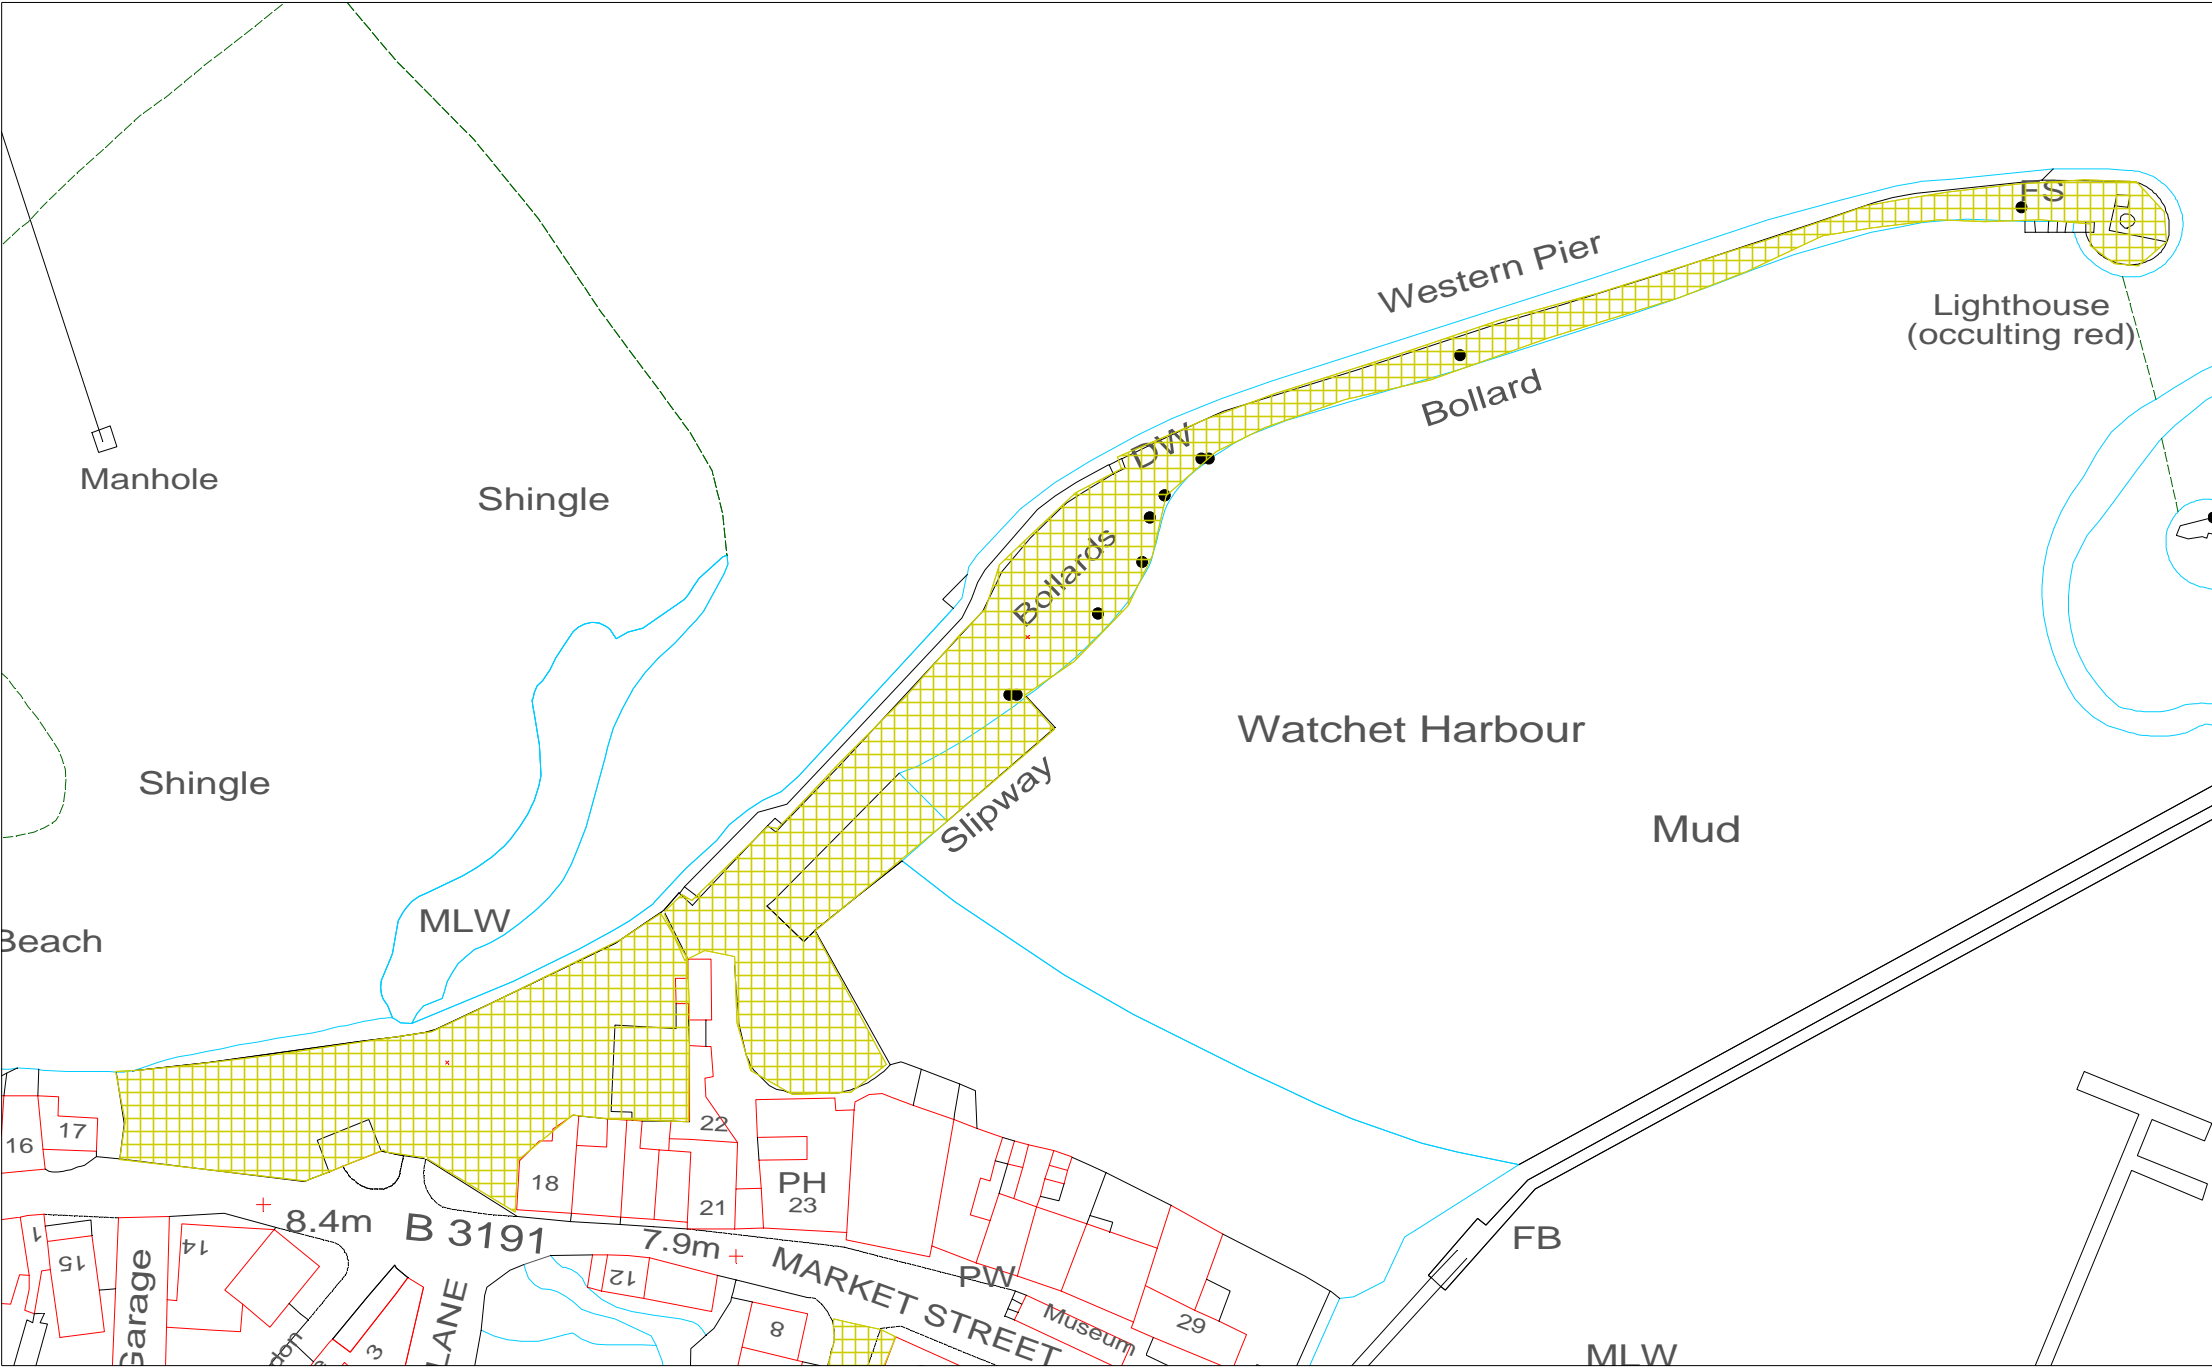 FS
Western Pier
Lighthouse
(occulting red)
Bollard
DW
Manhole
Shingle
Bollards
Watchet Harbour
Shingle
Slipway
Mud
MLW
Beach
22
17
16
PH
18
23
21
8.4m
B 3191
7.9m
FB
1
14
15
PW
MARKET STREET
12
Museum
29
8
Garage
LANE
3
MLW